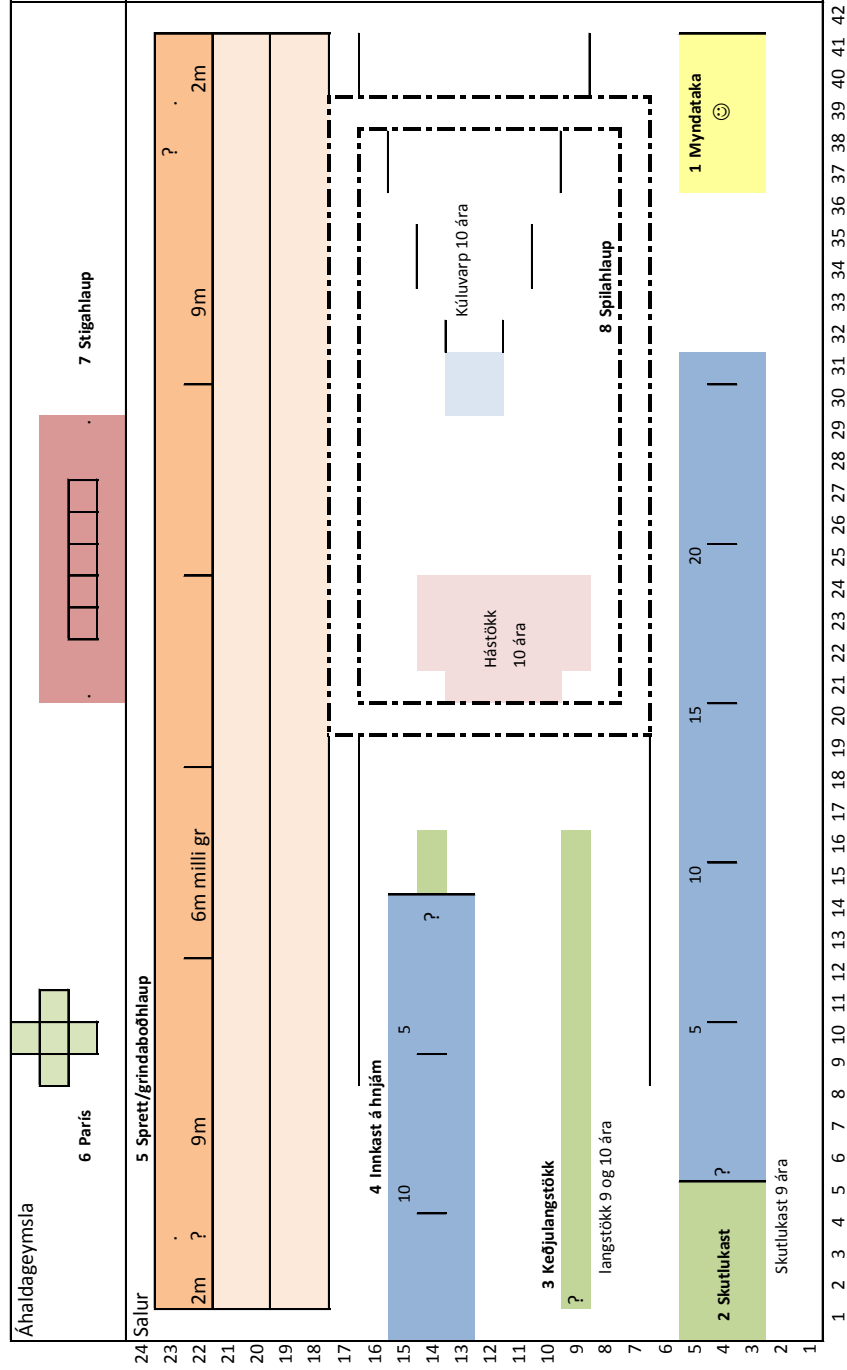 Áhaldageymsla
6 París
7 Stigahlaup
.
.
24 Salur
5 Sprett/grindaboðhlaup
23
.
?
.
22
2m
?
9m
6m milli gr
9m
2m
21
20
19
18
17
16
4 Innkast á hnjám
15
10
5
14
?
13
12
11
10
3 Keðjulangstökk
9
?
8
langstökk 9 og 10 ára
7
6
Hástökk
10 ára
Kúluvarp 10 ára
8 Spilahlaup
5
5
10
15
20
1 Myndataka
4
2 Skutlukast
?
☺
3
2
Skutlukast 9 ára
1
1 2 3 4 5 6 7 8 9 10 11 12 13 14 15 16 17 18 19 20 21 22 23 24 25 26 27 28 29 30 31 32 33 34 35 36 37 38 39 40 41 42